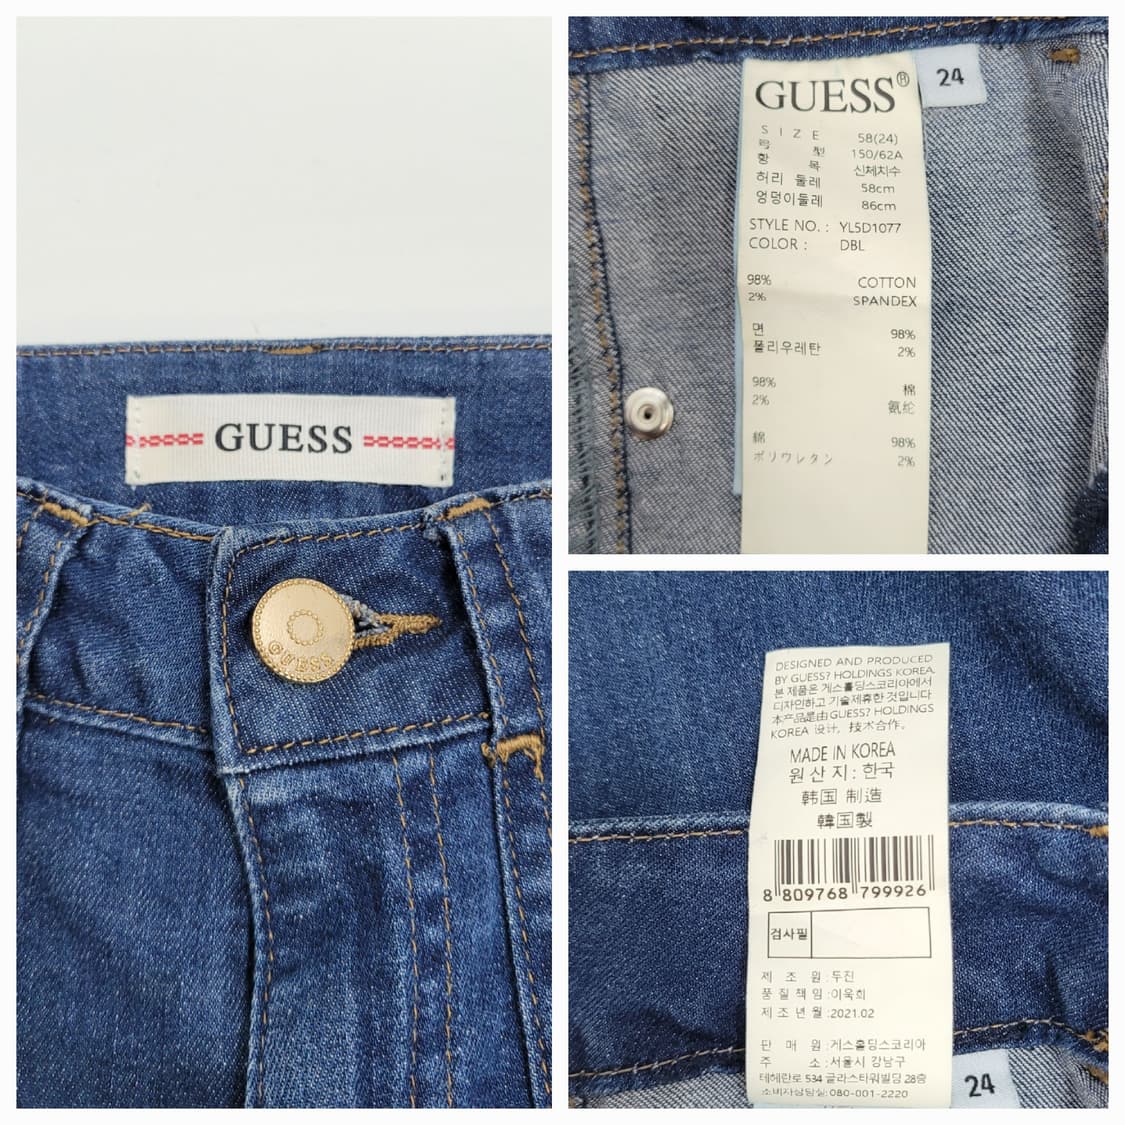 GUESS
GUESS
GUESS®
24
SIZE 58(24)
号 型 150/62A
항 목 신체치수
허리 둘레 58cm
엉덩이둘레 86cm
STYLE NO. : YL5D1077
COLOR : DBL
98% COTTON
2% SPANDEX
면 98%
폴리우레탄 2%
98% 棉
2% 氨纶
綿 98%
ポリウレタン 2%
DESIGNED AND PRODUCED
BY GUESS? HOLDINGS KOREA.
본 제품은 게스홀딩스코리아에서
디자인하고 기술제휴한 것입니다
本产品是由GUESS? HOLDINGS
KOREA 设计, 技术合作。
MADE IN KOREA
원 산 지 : 한국
韩国 制造
韓国製
8 809768 799926
검사필
제 조 원 : 두진
품 질 책 임 : 이욱희
제 조 년 월 : 2021.02
판 매 원 : 게스홀딩스코리아
주 소 : 서울시 강남구
테헤란로 534 글라스타워빌딩 28층
소비자상담실: 080-001-2220
24